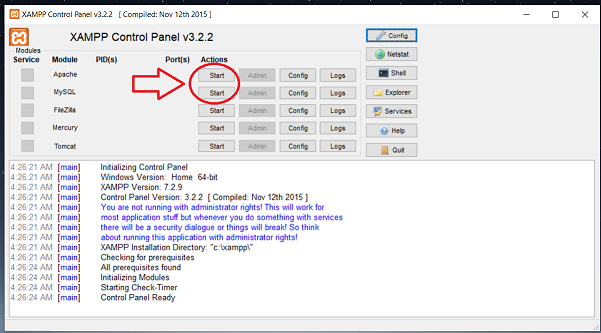 XAMPP Control Panel v3.2.2 [ Compiled: Nov 12th 2015 ]
XAMPP Control Panel v3.2.2
Config
Modules
Service Module PID(s) Port(s) Actions
Netstat
Apache Start Admin Config Logs
Shell
MySQL Start Admin Config Logs
Explorer
FileZilla Start Admin Config Logs
Services
Mercury Start Admin Config Logs
Help
Tomcat Start Admin Config Logs
Quit
4:26:21 AM [main] Initializing Control Panel
4:26:21 AM [main] Windows Version: Home 64-bit
4:26:21 AM [main] XAMPP Version: 7.2.9
4:26:21 AM [main] Control Panel Version: 3.2.2 [ Compiled: Nov 12th 2015 ]
4:26:21 AM [main] You are not running with administrator rights! This will work for
4:26:21 AM [main] most application stuff but whenever you do something with services
4:26:21 AM [main] there will be a security dialogue or things will break! So think
4:26:21 AM [main] about running this application with administrator rights!
4:26:21 AM [main] XAMPP Installation Directory: "c:\xampp\"
4:26:21 AM [main] Checking for prerequisites
4:26:24 AM [main] All prerequisites found
4:26:24 AM [main] Initializing Modules
4:26:24 AM [main] Starting Check-Timer
4:26:24 AM [main] Control Panel Ready